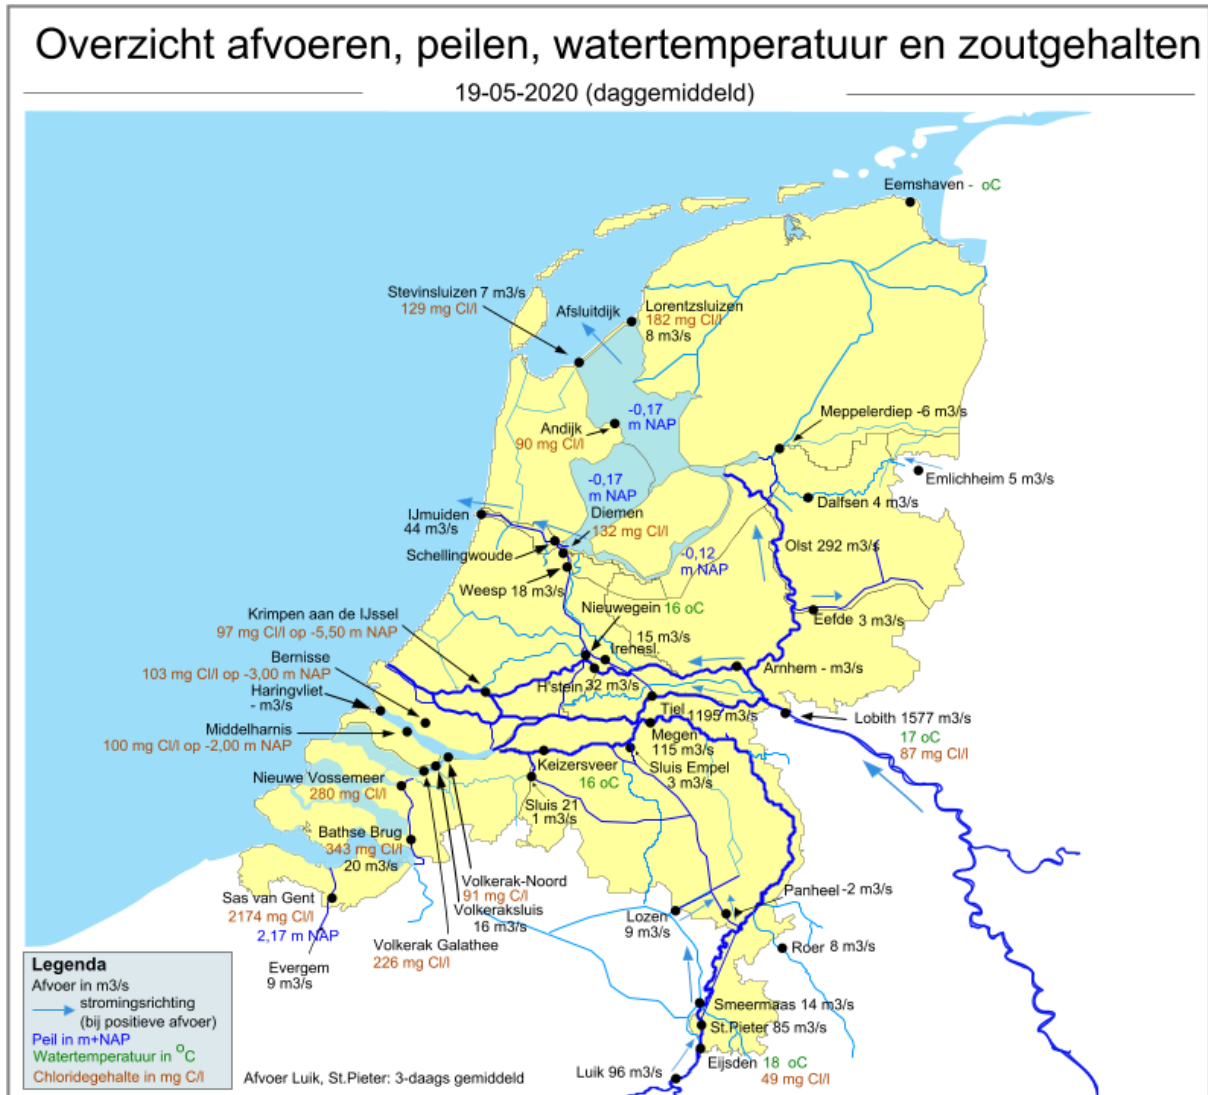 Overzicht afvoeren, peilen, watertemperatuur en zoutgehalten
19-05-2020 (daggemiddeld)
Eemshaven - oC
Stevinsluizen 7 m3/s
129 mg Cl/l
Afsluitdijk
Lorentzsluizen
182 mg Cl/l
8 m3/s
-0,17
m NAP
Andijk
90 mg Cl/l
Meppelerdiep -6 m3/s
Emlichheim 5 m3/s
Dalfsen 4 m3/s
-0,17
m NAP
Diemen
132 mg Cl/l
IJmuiden
44 m3/s
Schellingwoude
Weesp 18 m3/s
-0,12
m NAP
Olst 292 m3/s
Eefde 3 m3/s
Nieuwegein 16 oC
15 m3/s
Irenesl.
Krimpen aan de IJssel
97 mg Cl/l op -5,50 m NAP
Bernisse
103 mg Cl/l op -3,00 m NAP
Haringvliet
- m3/s
Middelharnis
100 mg Cl/l op -2,00 m NAP
H'stein 32 m3/s
Arnhem - m3/s
Tiel 1195 m3/s
Lobith 1577 m3/s
17 oC
87 mg Cl/l
Megen
115 m3/s
Sluis Empel
3 m3/s
Keizersveer
16 oC
Sluis 21
1 m3/s
Nieuwe Vossemeer
280 mg Cl/l
Bathse Brug
343 mg Cl/l
20 m3/s
Sas van Gent
2174 mg Cl/l
2,17 m NAP
Evergem
9 m3/s
Volkerak-Noord
91 mg C/l
Volkeraksluis
16 m3/s
Volkerak Galathee
226 mg Cl/l
Lozen
9 m3/s
Panheel -2 m3/s
Roer 8 m3/s
Smeermaas 14 m3/s
St.Pieter 85 m3/s
Eijsden 18 oC
49 mg Cl/l
Luik 96 m3/s
Legenda
Afvoer in m3/s
stromingsrichting
(bij positieve afvoer)
Peil in m+NAP
Watertemperatuur in °C
Chloridegehalte in mg C/l
Afvoer Luik, St.Pieter: 3-daags gemiddeld